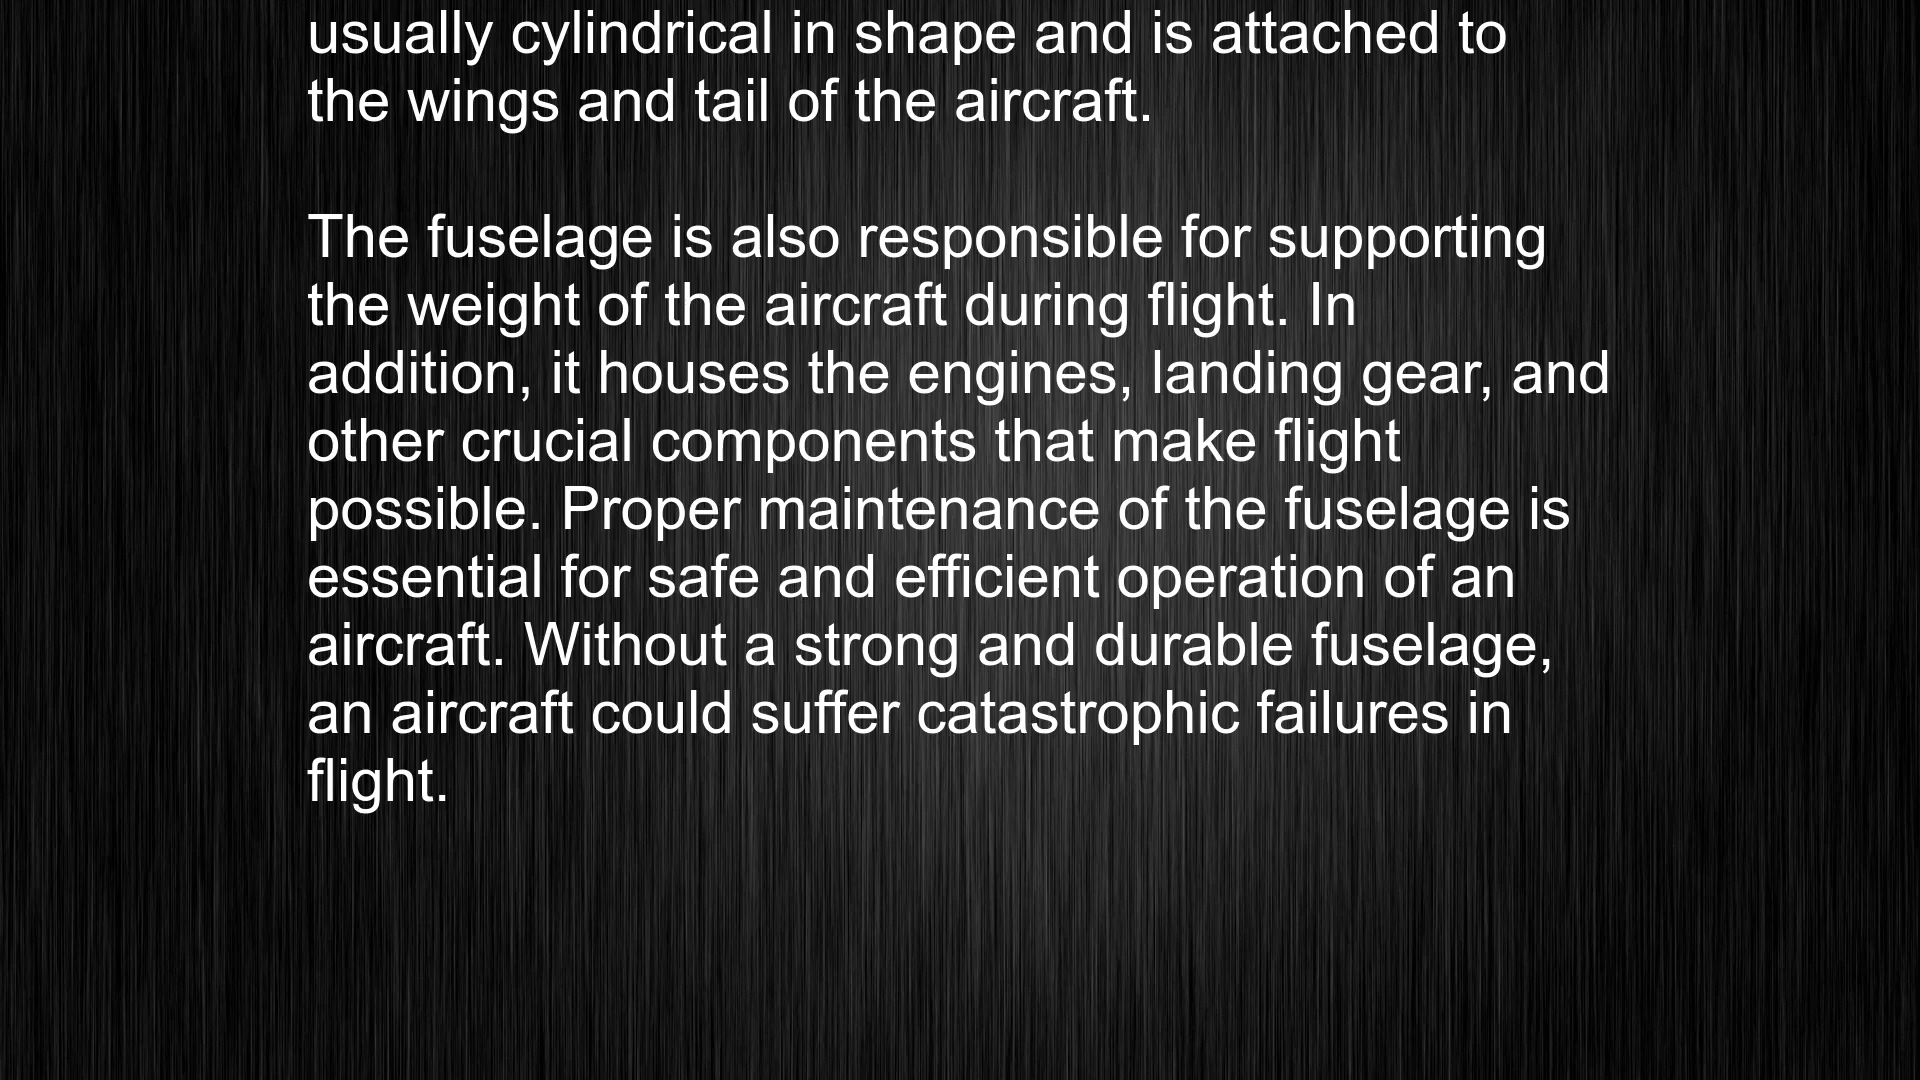 usually cylindrical in shape and is attached to
the wings and tail of the aircraft.
The fuselage is also responsible for supporting
the weight of the aircraft during flight. In
addition, it houses the engines, landing gear, and
other crucial components that make flight
possible. Proper maintenance of the fuselage is
essential for safe and efficient operation of an
aircraft. Without a strong and durable fuselage,
an aircraft could suffer catastrophic failures in
flight.